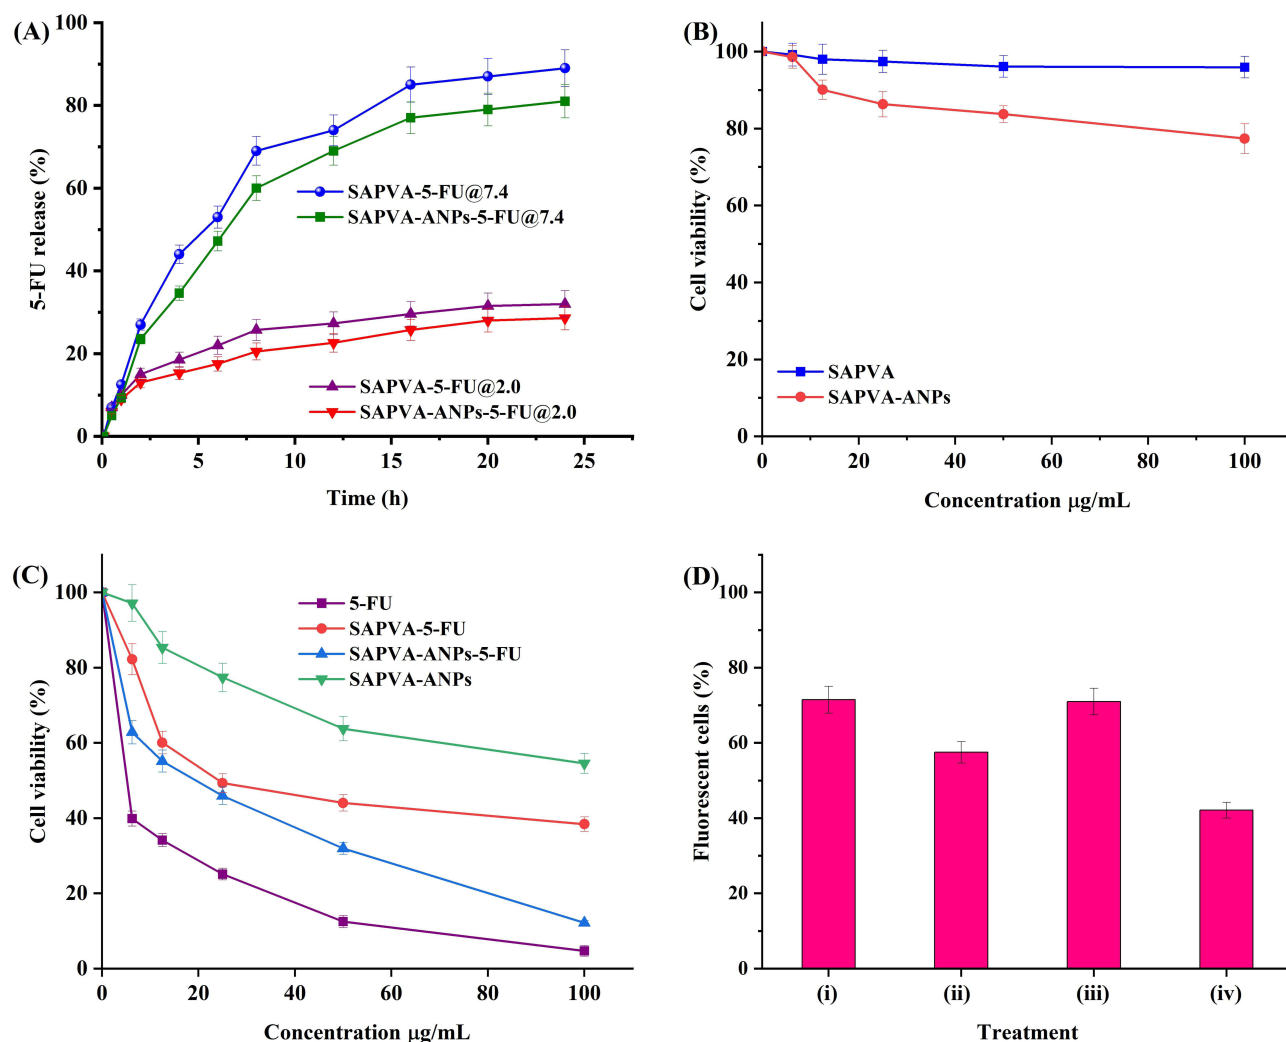 (A)
100
80
60
40
20
0
5-FU release (%)
SAPVA-5-FU@7.4
SAPVA-ANPs-5-FU@7.4
SAPVA-5-FU@2.0
SAPVA-ANPs-5-FU@2.0
0 5 10 15 20 25
Time (h)
(B)
100
80
60
40
20
0
Cell viability (%)
SAPVA
SAPVA-ANPs
0 20 40 60 80 100
Concentration μg/mL
(C)
100
80
60
40
20
0
Cell viability (%)
5-FU
SAPVA-5-FU
SAPVA-ANPs-5-FU
SAPVA-ANPs
0 20 40 60 80 100
Concentration μg/mL
(D)
100
80
60
40
20
0
Fluorescent cells (%)
(i) (ii) (iii) (iv)
Treatment